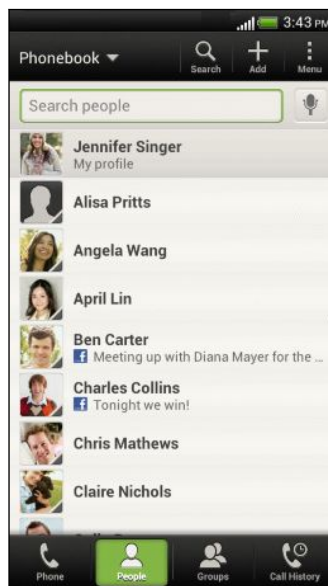 3:43 PM
Phonebook
Search
Add
Menu
Search people
Jennifer Singer
My profile
Alisa Pritts
Angela Wang
April Lin
Ben Carter
Meeting up with Diana Mayer for the ...
Charles Collins
Tonight we win!
Chris Mathews
Claire Nichols
Phone
People
Groups
Call History